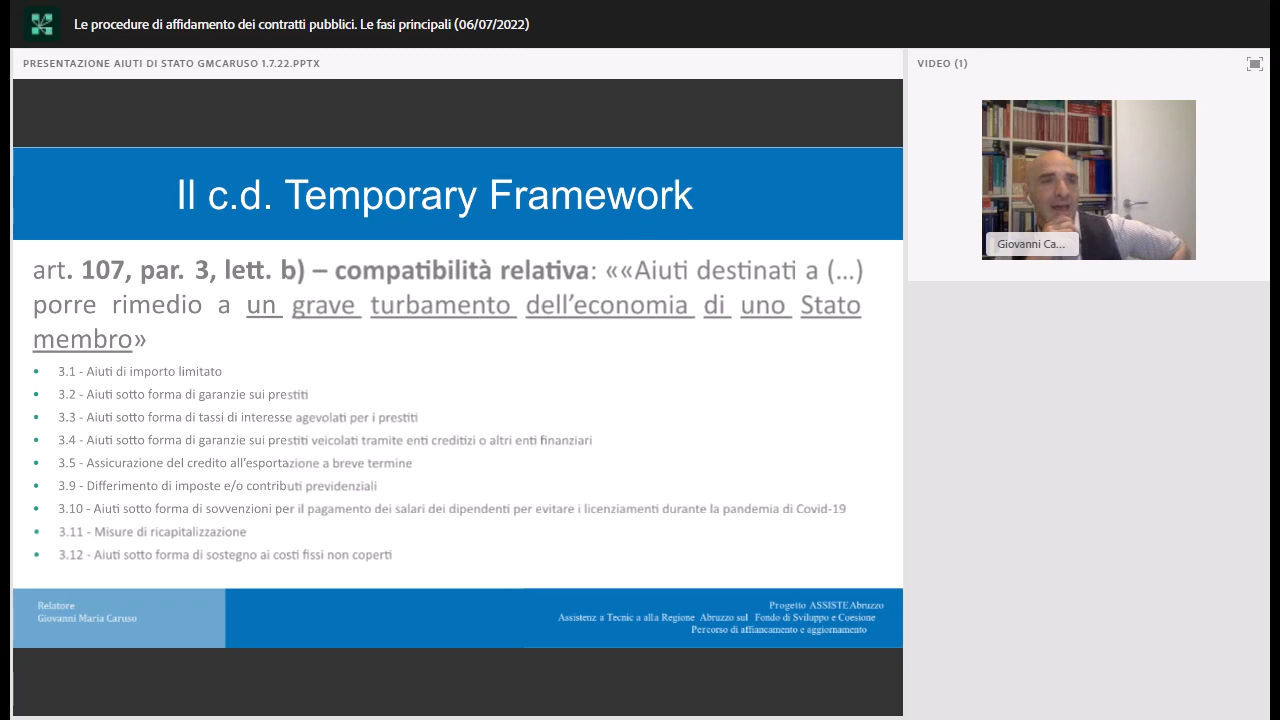 Le procedure di affidamento dei contratti pubblici. Le fasi principali (06/07/2022)
PRESENTAZIONE AIUTI DI STATO GMCARUSO 1.7.22.PPTX
VIDEO (1)
Il c.d. Temporary Framework
art. 107, par. 3, lett. b) – compatibilità relativa: ««Aiuti destinati a (...)
porre rimedio a un grave turbamento dell’economia di uno Stato
membro»
• 3.1 - Aiuti di importo limitato
• 3.2 - Aiuti sotto forma di garanzie sui prestiti
• 3.3 - Aiuti sotto forma di tassi di interesse agevolati per i prestiti
• 3.4 - Aiuti sotto forma di garanzie sui prestiti veicolati tramite enti creditizi o altri enti finanziari
• 3.5 - Assicurazione del credito all’esportazione a breve termine
• 3.9 - Differimento di imposte e/o contributi previdenziali
• 3.10 - Aiuti sotto forma di sovvenzioni per il pagamento dei salari dei dipendenti per evitare i licenziamenti durante la pandemia di Covid-19
• 3.11 - Misure di ricapitalizzazione
• 3.12 - Aiuti sotto forma di sostegno ai costi fissi non coperti
Relatore
Giovanni Maria Caruso
Progetto ASSISTEAbruzzo
Assistenz a Tecnic a alla Regione Abruzzo sul Fondo di Sviluppo e Coesione
Percorso di affiancamento e aggiornamento
Giovanni Ca...